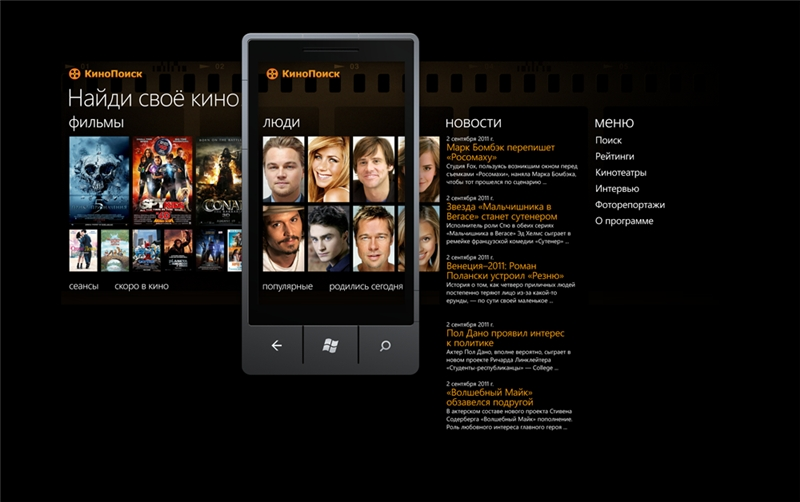 КиноПоиск
Найди своё кино
фильмы
3
SPY KIDS
CONAN
3D
сеансы
скоро в кино
КиноПоиск
люди
популярные
родились сегодня
новости
2 сентября 2011 г.
Марк Бомбэк перепишет
«Росомаху»
Студия Fox, пользуясь возникшим окном перед
съемками «Росомахи», наняла Марка Бомбэка,
чтобы тот прошелся по сценарию ...
2 сентября 2011 г.
Звезда «Мальчишника в
Вегасе» станет сутенером
Исполнитель роли Стю в обеих сериях
«Мальчишника в Вегасе» Эд Хелмс сыграет в
ремейке французской комедии «Сутенер» ...
2 сентября 2011 г.
Венеция–2011: Роман
Полански устроил «Резню»
История о том, как четверо приличных людей
постепенно теряют лицо из-за какой-то
ерунды, — по сути своей маленькое ...
2 сентября 2011 г.
Пол Дано проявил интерес
к политике
Актер Пол Дано, вполне вероятно, сыграет в
новом проекте Ричарда Линклейтера
«Студенты-республиканцы» — College ...
2 сентября 2011 г.
«Волшебный Майк»
обзавелся подругой
В актерском составе нового проекта Стивена
Содерберга «Волшебный Майк» пополнение.
Роль любовного интереса главного героя ...
меню
Поиск
Рейтинги
Кинотеатры
Интервью
Фоторепортажи
О программе